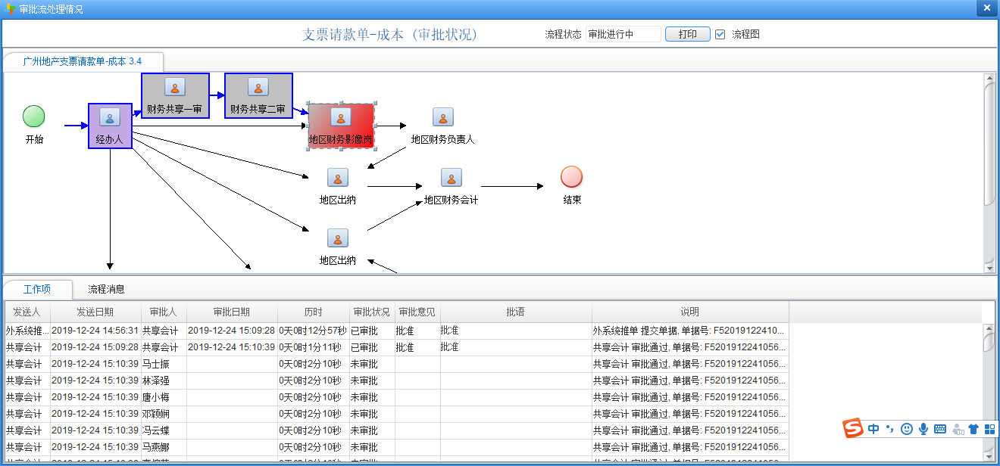 审批流处理情况
支票请款单-成本（审批状况） 流程状态 审批进行中 打印 流程图
广州地产支票请款单-成本 3.4
财务共享一审 财务共享二审
开始 经办人 地区财务影像岗 地区财务负责人
地区出纳 地区财务会计 结束
地区出纳
工作项 流程消息
发送人 发送日期 审批人 审批日期 历时 审批状况 审批意见 批语 说明
外系统推... 2019-12-24 14:56:31 共享会计 2019-12-24 15:09:28 0天0时12分57秒 已审批 批准 批准 外系统推单 提交单据, 单据号: F52019122410...
共享会计 2019-12-24 15:09:28 共享会计 2019-12-24 15:10:39 0天0时1分11秒 已审批 批准 批准 共享会计 审批通过, 单据号: F5201912241056...
共享会计 2019-12-24 15:10:39 马士振 0天0时2分10秒 未审批 共享会计 审批通过, 单据号: F5201912241056...
共享会计 2019-12-24 15:10:39 林泽强 0天0时2分10秒 未审批 共享会计 审批通过, 单据号: F5201912241056...
共享会计 2019-12-24 15:10:39 唐小梅 0天0时2分10秒 未审批 共享会计 审批通过, 单据号: F5201912241056...
共享会计 2019-12-24 15:10:39 邓颖娴 0天0时2分10秒 未审批 共享会计 审批通过, 单据号: F5201912241056...
共享会计 2019-12-24 15:10:39 冯云蝶 0天0时2分10秒 未审批 共享会计 审批通过, 单据号: F5201912241056...
共享会计 2019-12-24 15:10:39 马燕娜 0天0时2分10秒 未审批 共享会计 审批通过, 单据号: F5201912241056...
中